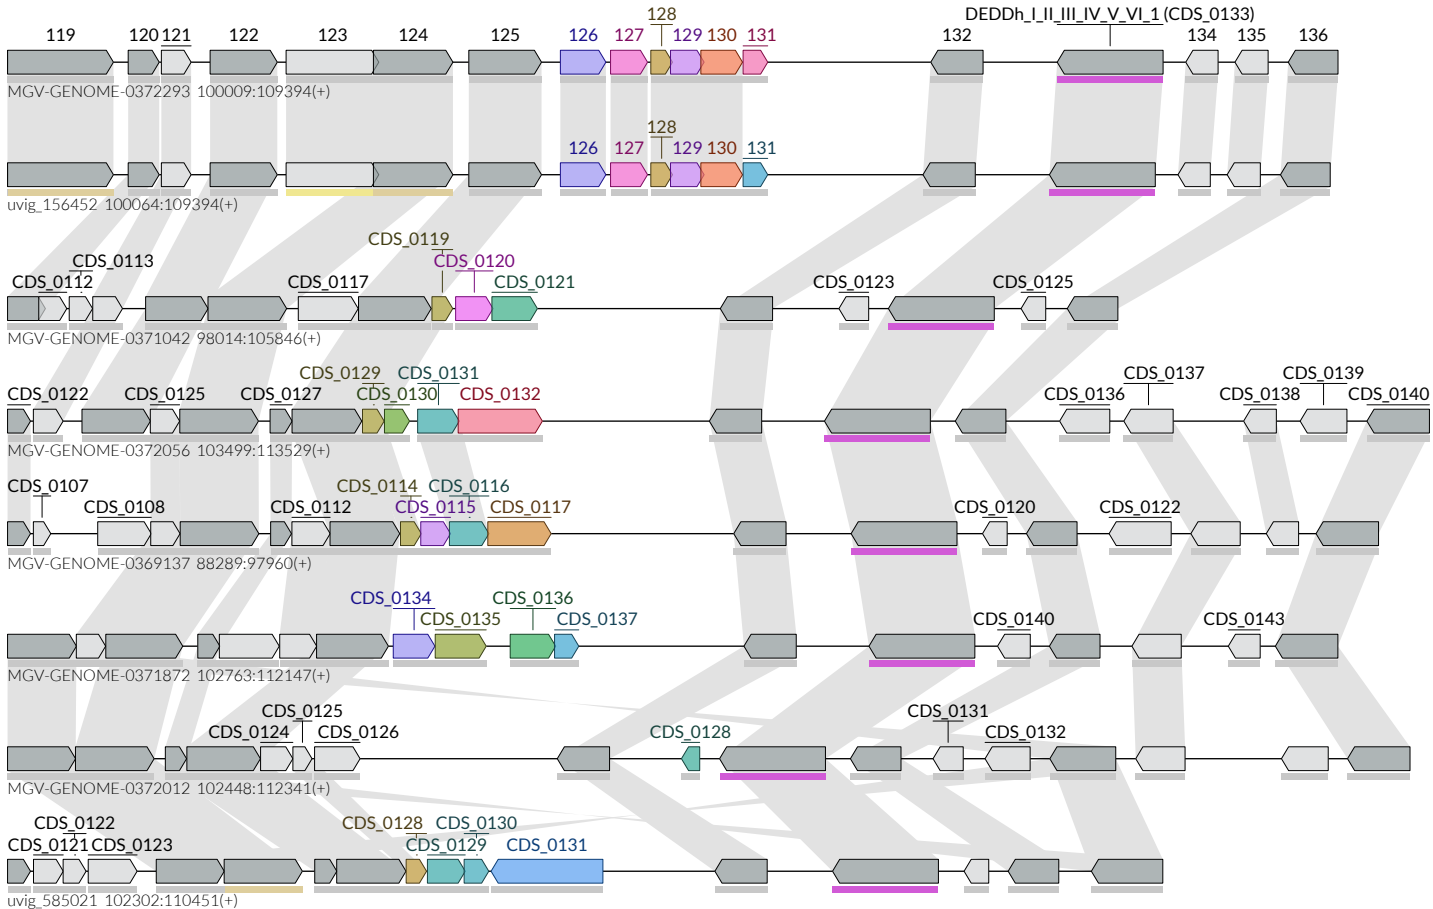 DEDDh_I_II_III_IV_V_VI_1 (CDS_0133)
128
119 120 121 122 123 124 125 126 127 129 130 131 132 134 135 136
MGV-GENOME-0372293 100009:109394(+)
128
126 127 129 130 131
uvig_156452 100064:109394(+)
CDS_0119
CDS_0113 CDS_0120
CDS_0112 CDS_0117 CDS_0121 CDS_0123 CDS_0125
MGV-GENOME-0371042 98014:105846(+)
CDS_0129 CDS_0131 CDS_0137 CDS_0139
CDS_0122 CDS_0125 CDS_0127 CDS_0130 CDS_0132 CDS_0136 CDS_0138 CDS_0140
MGV-GENOME-0372056 103499:113529(+)
CDS_0107 CDS_0114 CDS_0116
CDS_0108 CDS_0112 CDS_0115 CDS_0117 CDS_0120 CDS_0122
MGV-GENOME-0369137 88289:97960(+)
CDS_0134 CDS_0136
CDS_0135 CDS_0137 CDS_0140 CDS_0143
MGV-GENOME-0371872 102763:112147(+)
CDS_0125 CDS_0131
CDS_0124 CDS_0126 CDS_0128 CDS_0132
MGV-GENOME-0372012 102448:112341(+)
CDS_0122 CDS_0128 CDS_0130
CDS_0121 CDS_0123 CDS_0129 CDS_0131
uvig_585021 102302:110451(+)